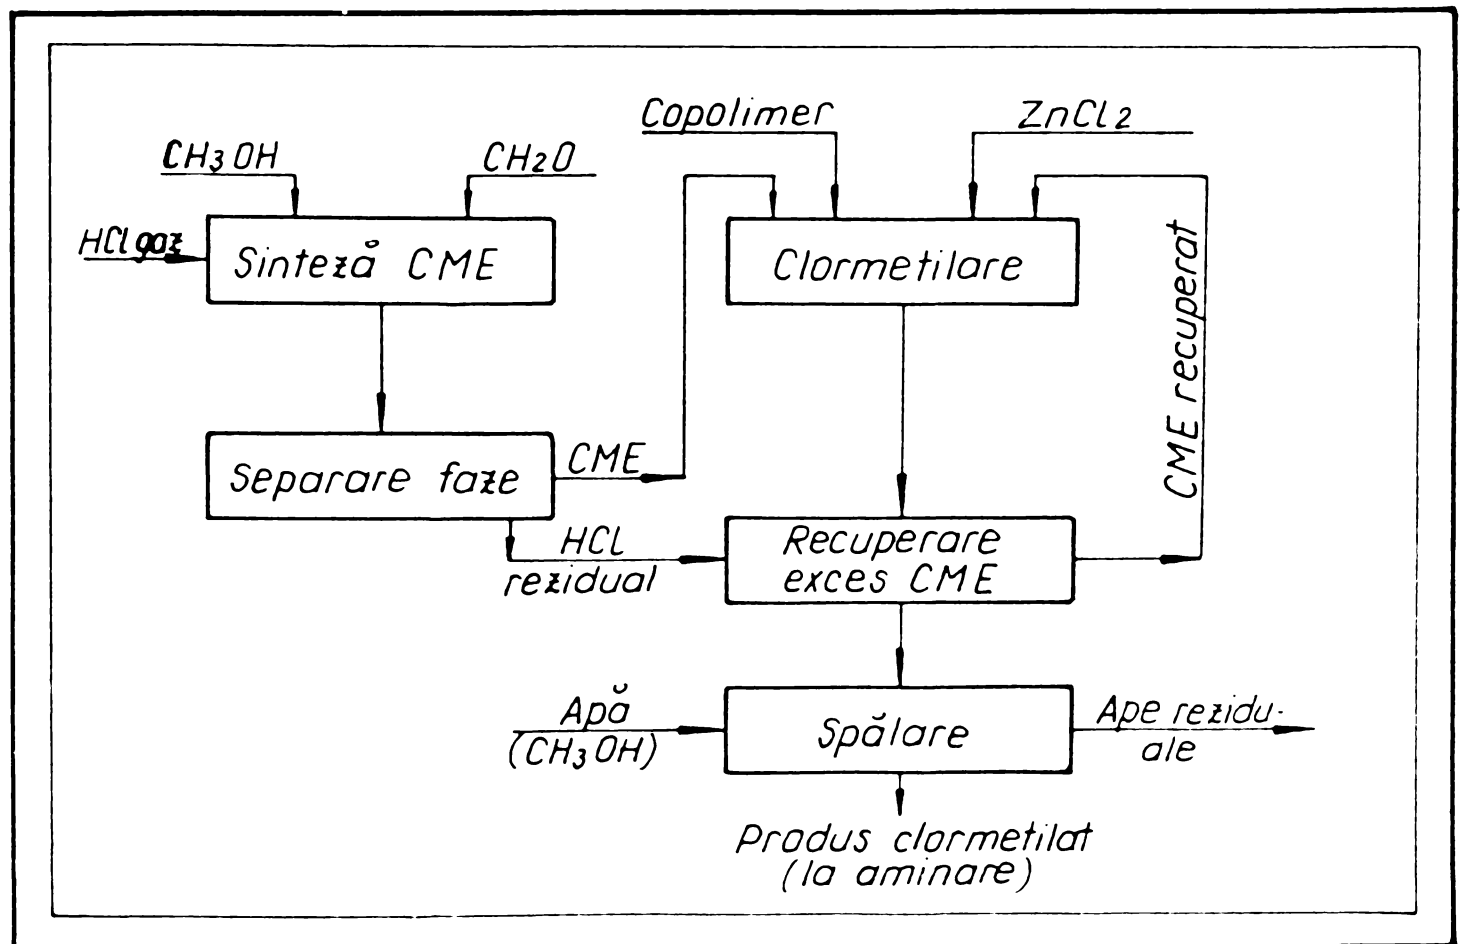 Copolimer
ZnCl2
CH3OH
CH2O
HCl gaz
Sinteză CME
Clormetilare
CME recuperat
Separare faze
CME
HCl
rezidual
Recuperare
exces CME
Apă
(CH3OH)
Spălare
Ape rezidu-
ale
Produs clormetilat
(la aminare)